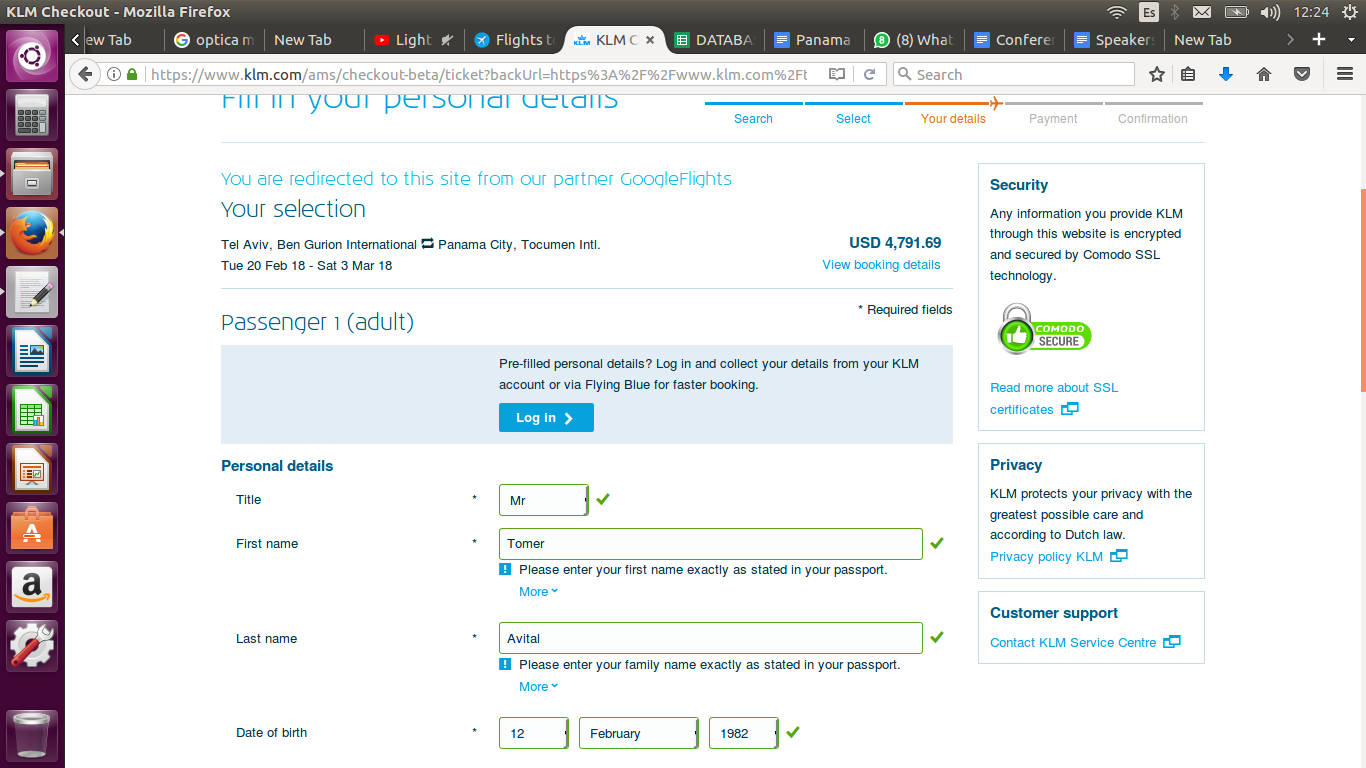 KLM Checkout - Mozilla Firefox
Es
12:24
ew Tab
optica m
New Tab
Light
Flights to
KLM C
DATABA
Panama
(8) What
Conferen
Speakers
New Tab
https://www.klm.com/ams/checkout-beta/ticket?backUrl=https%3A%2F%2Fwww.klm.com%2Ft
Search
Fill in your personal details
Search
Select
Your details
Payment
Confirmation
You are redirected to this site from our partner GoogleFlights
Your selection
Tel Aviv, Ben Gurion International Panama City, Tocumen Intl.
USD 4,791.69
Tue 20 Feb 18 - Sat 3 Mar 18
View booking details
* Required fields
Passenger 1 (adult)
Pre-filled personal details? Log in and collect your details from your KLM
account or via Flying Blue for faster booking.
Log in
Personal details
Title *
Mr
First name *
Tomer
Please enter your first name exactly as stated in your passport.
More
Last name *
Avital
Please enter your family name exactly as stated in your passport.
More
Date of birth *
12
February
1982
Security
Any information you provide KLM
through this website is encrypted
and secured by Comodo SSL
technology.
COMODO
SECURE
Read more about SSL
certificates
Privacy
KLM protects your privacy with the
greatest possible care and
according to Dutch law.
Privacy policy KLM
Customer support
Contact KLM Service Centre